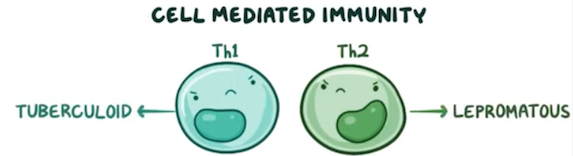 CELL MEDIATED IMMUNITY
Th1 Th2
TUBERCULOID LEPROMATOUS